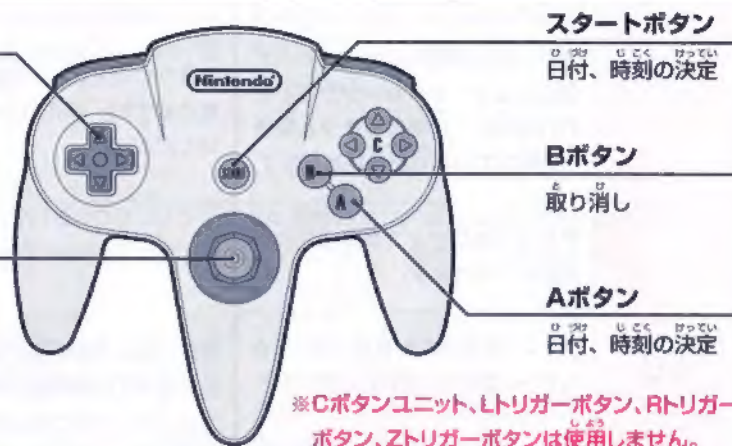 スタートボタン
日付、時刻の決定
Nintendo
C
Bボタン
B
取り消し
A
Aボタン
日付、時刻の決定
※Cボタンユニット、Lトリガーボタン、Rトリガー
ボタン、Zトリガーボタンは使用しません。